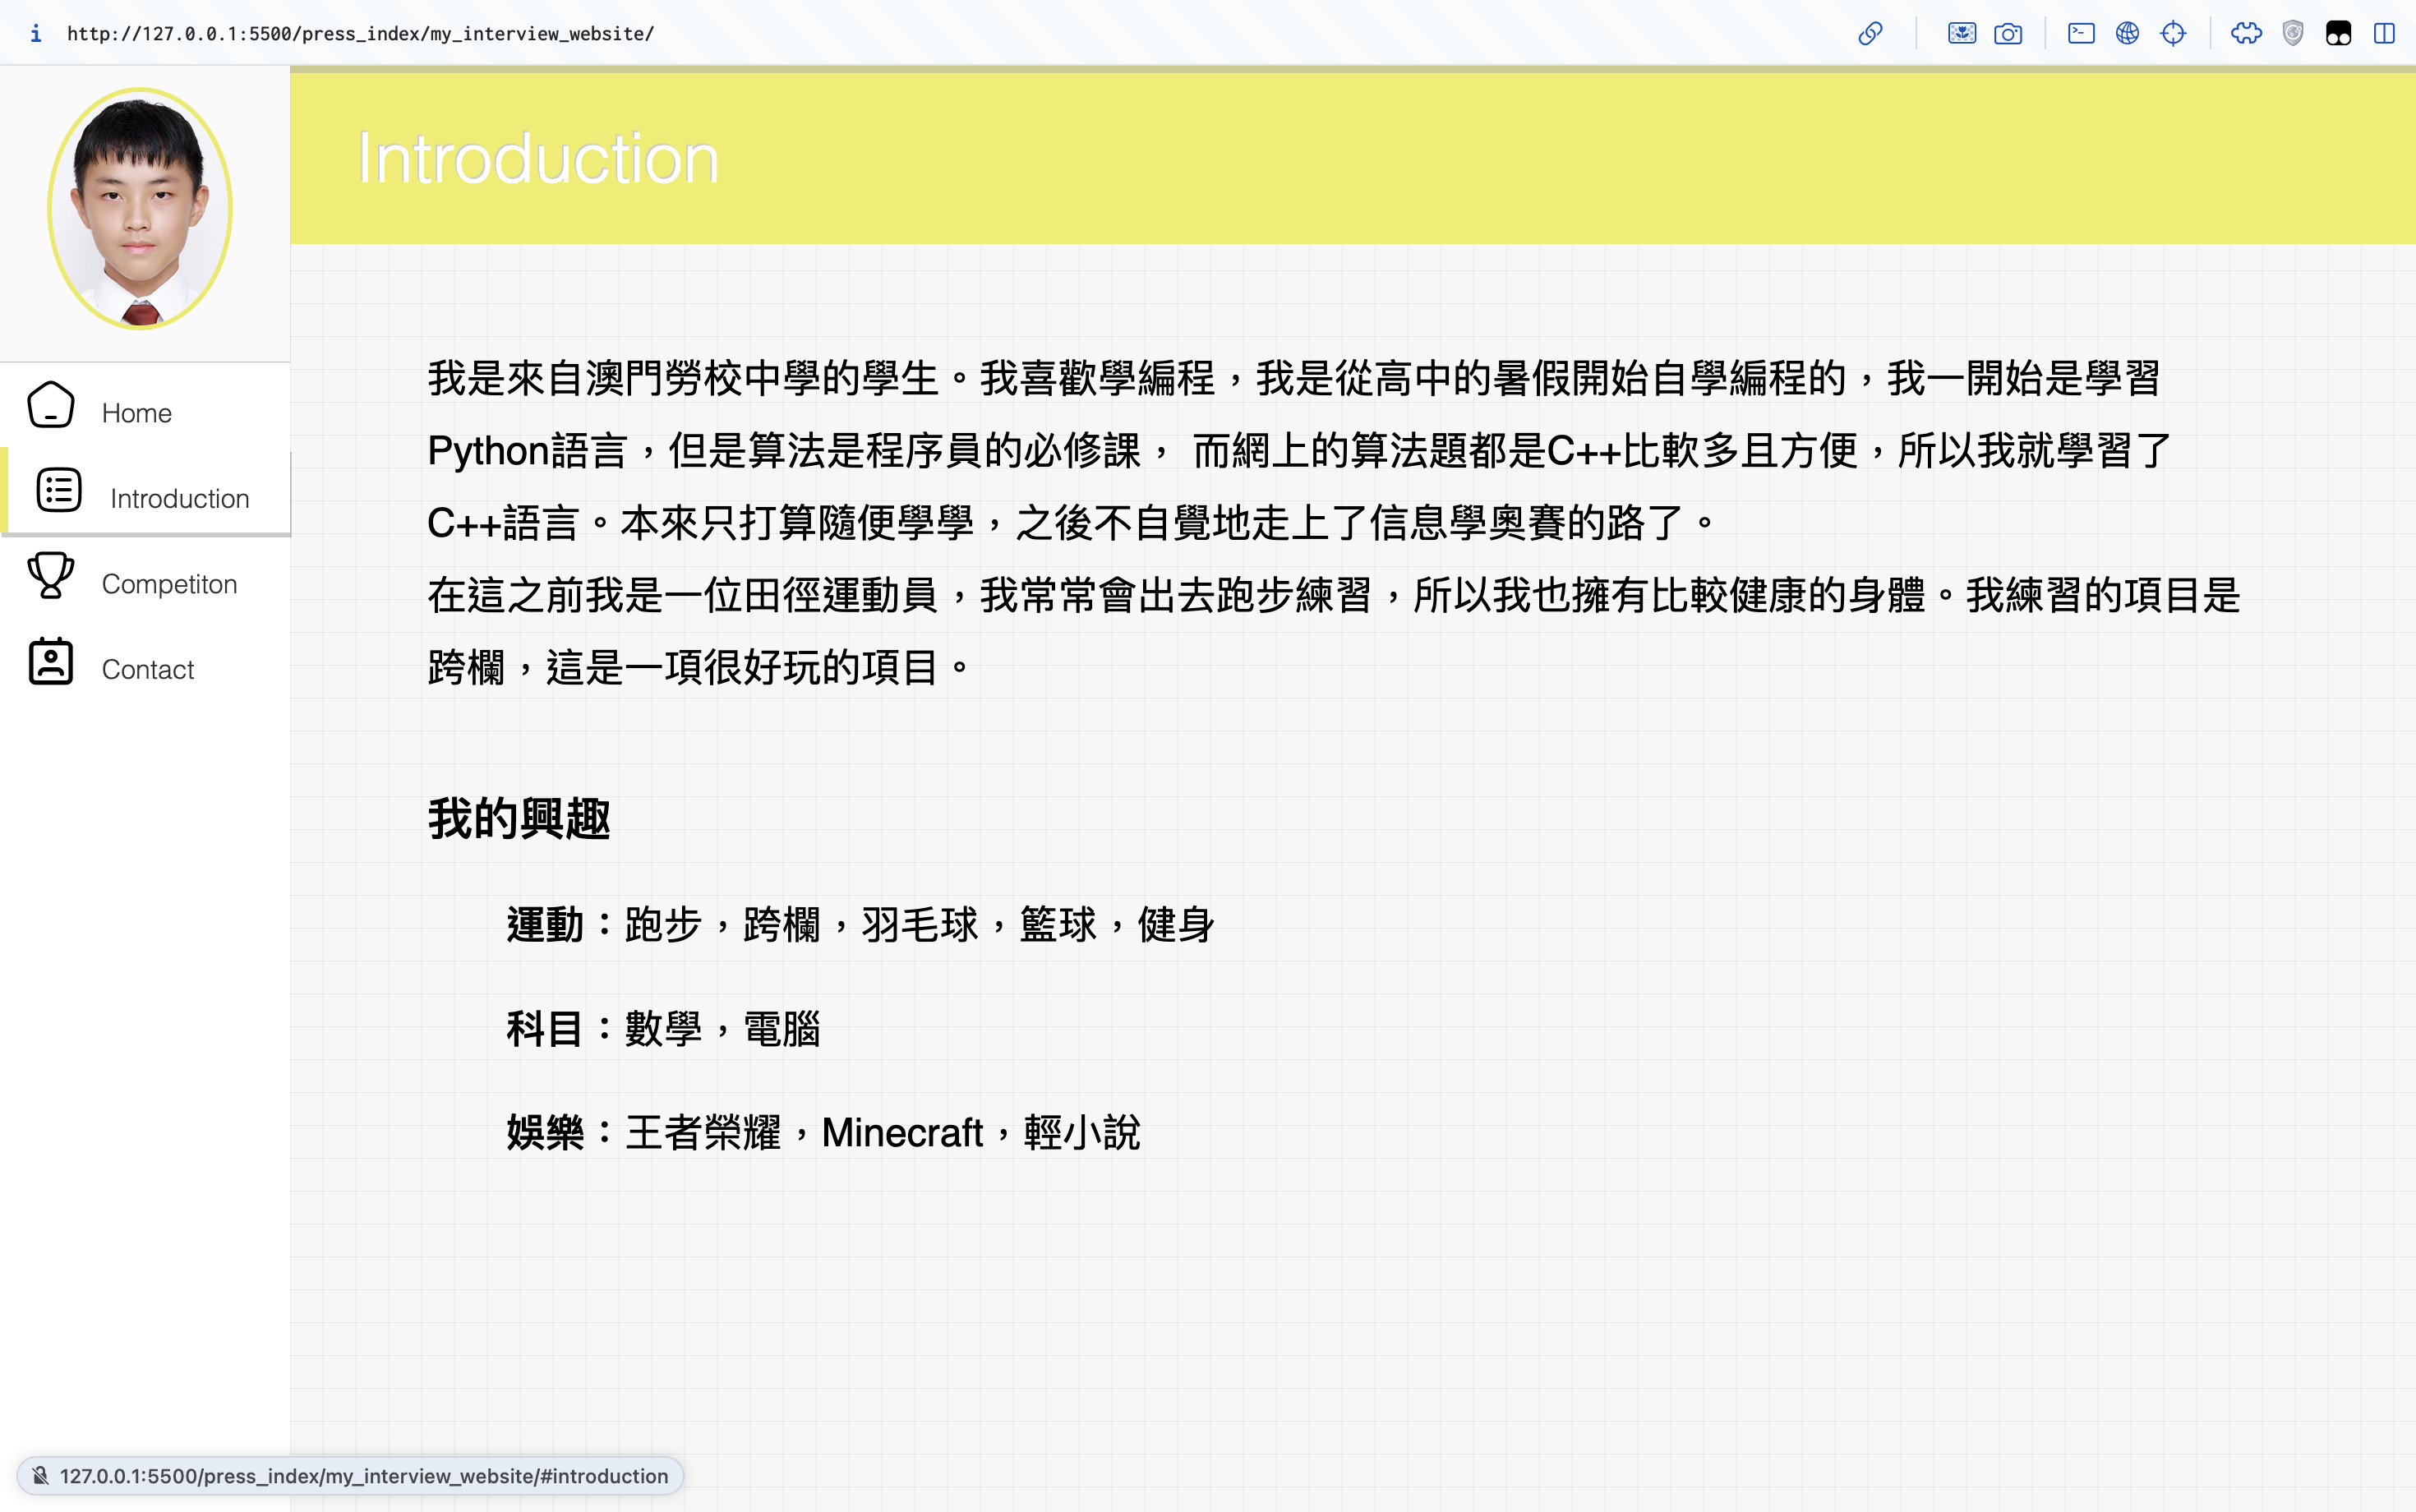 i http://127.0.0.1:5500/press_index/my_interview_website/
Introduction
Home
Introduction
Competiton
Contact
我是來自澳門勞校中學的學生。我喜歡學編程，我是從高中的暑假開始自學編程的，我一開始是學習
Python語言，但是算法是程序員的必修課， 而網上的算法題都是C++比軟多且方便，所以我就學習了
C++語言。本來只打算隨便學學，之後不自覺地走上了信息學奧賽的路了。
在這之前我是一位田徑運動員，我常常會出去跑步練習，所以我也擁有比較健康的身體。我練習的項目是
跨欄，這是一項很好玩的項目。
我的興趣
運動：跑步，跨欄，羽毛球，籃球，健身
科目：數學，電腦
娛樂：王者榮耀，Minecraft，輕小說
127.0.0.1:5500/press_index/my_interview_website/#introduction